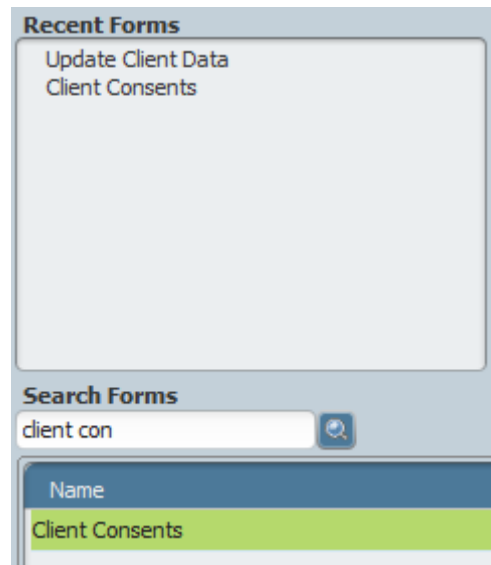 Recent Forms
Update Client Data
Client Consents
Search Forms
client con
Name
Client Consents